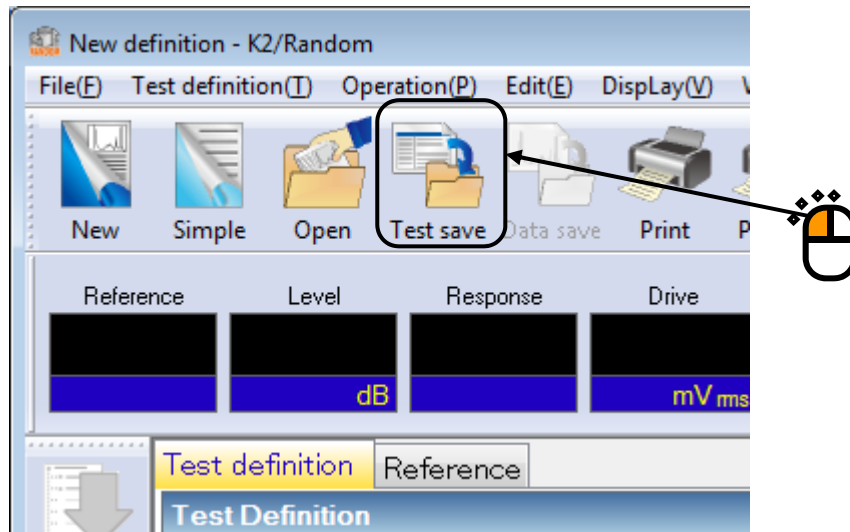 New definition - K2/Random
File(F) Test definition(T) Operation(P) Edit(E) DispLay(V)
New Simple Open Test save Data save Print
Reference Level Response Drive
dB mV rms
Test definition Reference
Test Definition